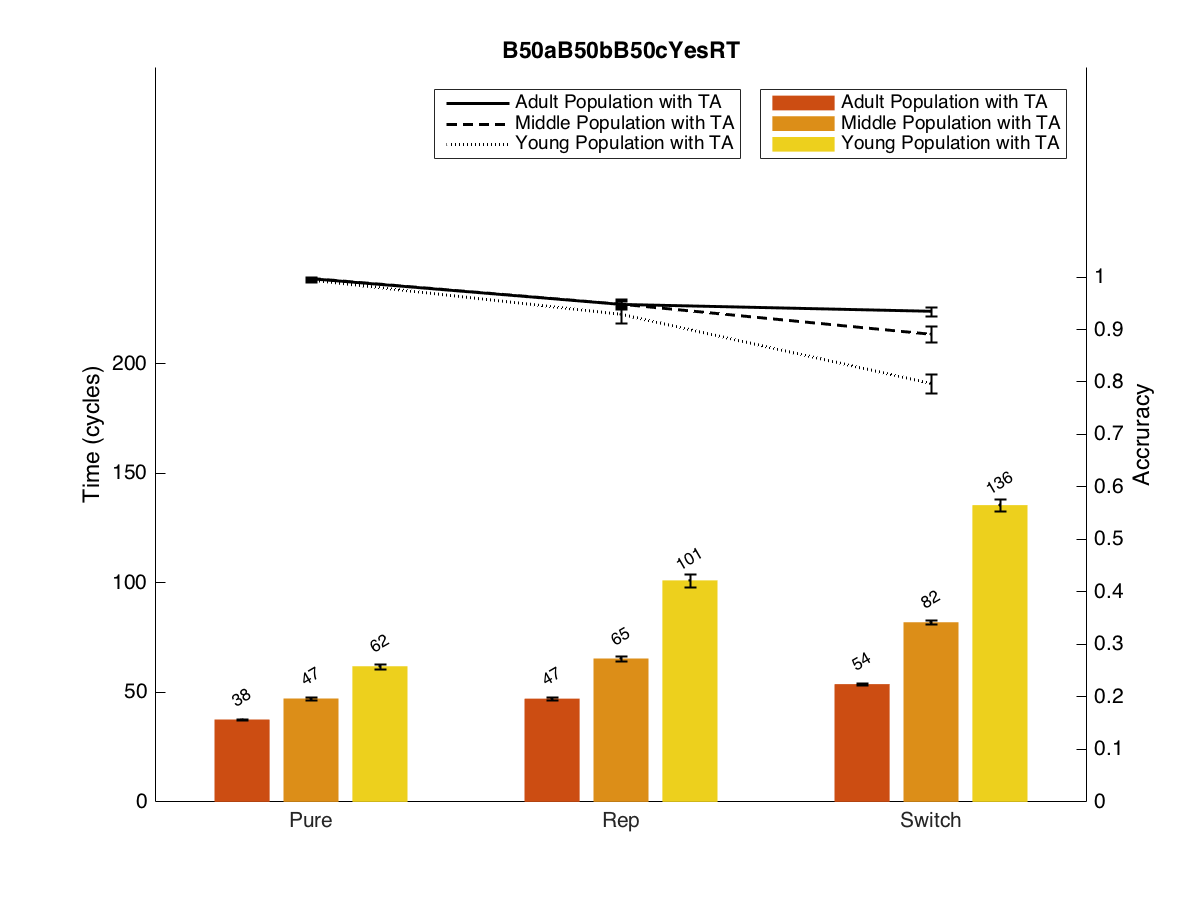 B50aB50bB50cYesRT
Adult Population with TA
Middle Population with TA
Young Population with TA
Adult Population with TA
Middle Population with TA
Young Population with TA
Time (cycles)
200
150
100
50
0
Accruracy
1
0.9
0.8
0.7
0.6
0.5
0.4
0.3
0.2
0.1
0
38
47
62
47
65
101
54
82
136
Pure
Rep
Switch